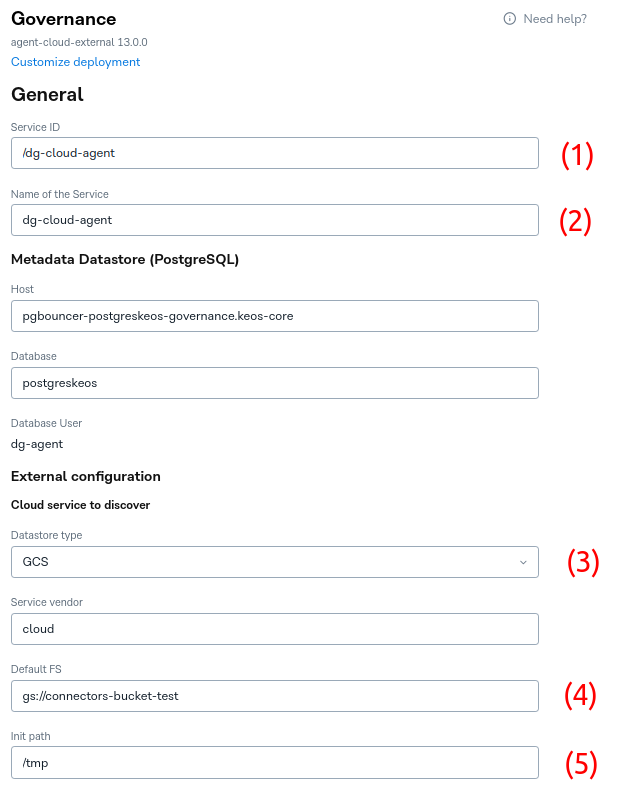 Governance
Need help?
agent-cloud-external 13.0.0
Customize deployment
General
Service ID
/dg-cloud-agent
(1)
Name of the Service
dg-cloud-agent
(2)
Metadata Datastore (PostgreSQL)
Host
pgbouncer-postgreskeos-governance.keos-core
Database
postgreskeos
Database User
dg-agent
External configuration
Cloud service to discover
Datastore type
GCS
(3)
Service vendor
cloud
Default FS
gs://connectors-bucket-test
(4)
Init path
/tmp
(5)